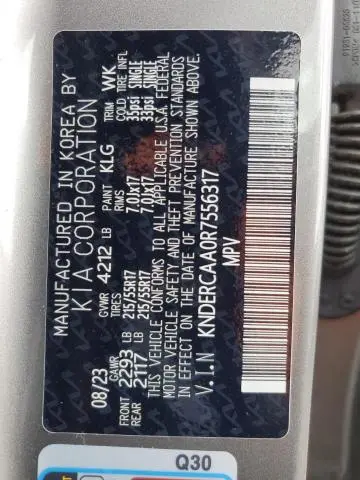 MANUFACTURED IN KOREA BY
KIA CORPORATION
08/23 GVWR 4212 LB PAINT KLG TRIM WK
GAWR TIRES RIMS COLD TIRE INFL
FRONT 2293 LB 215/55R17 7.0Jx17 35psi SINGLE
REAR 2117 LB 215/55R17 7.0Jx17 33psi SINGLE
THIS VEHICLE CONFORMS TO ALL APPLICABLE U.S.A. FEDERAL
MOTOR VEHICLE SAFETY AND THEFT PREVENTION STANDARDS
IN EFFECT ON THE DATE OF MANUFACTURE SHOWN ABOVE.
V.I.N KNDERCAA0R7556317
MPV
Q30